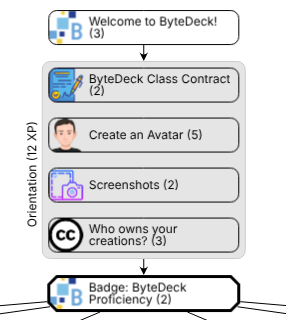 Welcome to ByteDeck!
(3)
Orientation (12 XP)
ByteDeck Class Contract
(2)
Create an Avatar (5)
Screenshots (2)
cc
Who owns your
creations? (3)
Badge: ByteDeck
Proficiency (2)